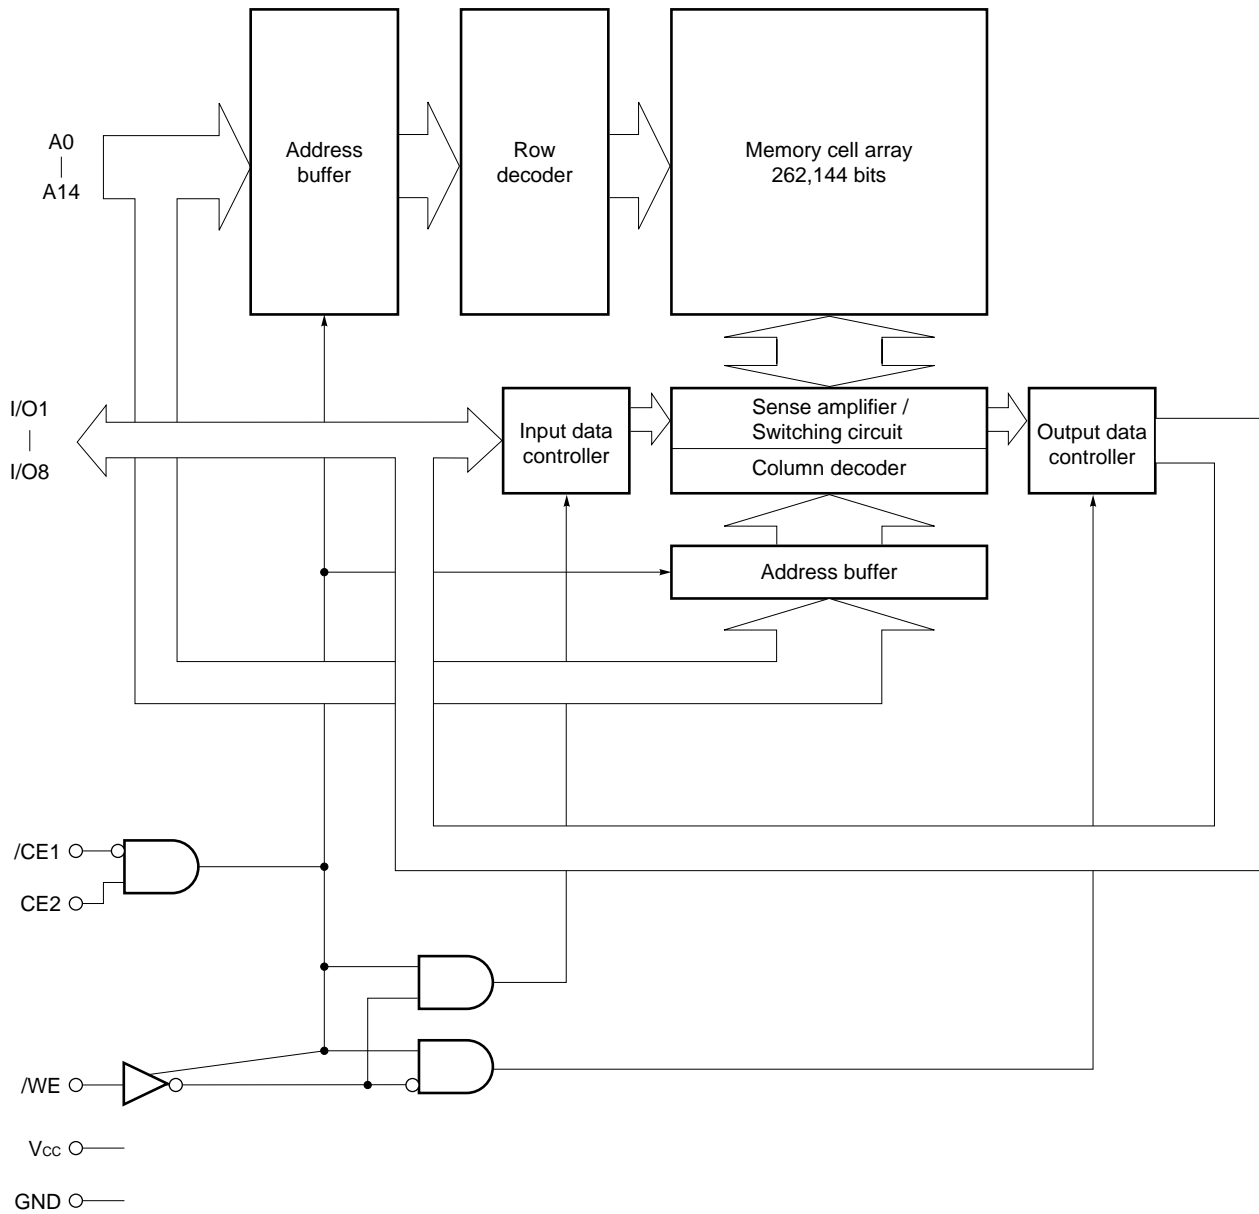 A0
A14
Address
buffer
Row
decoder
Memory cell array
262,144 bits
I/O1
I/O8
Input data
controller
Sense amplifier /
Switching circuit
Column decoder
Output data
controller
Address buffer
/CE1
CE2
/WE
VCC
GND